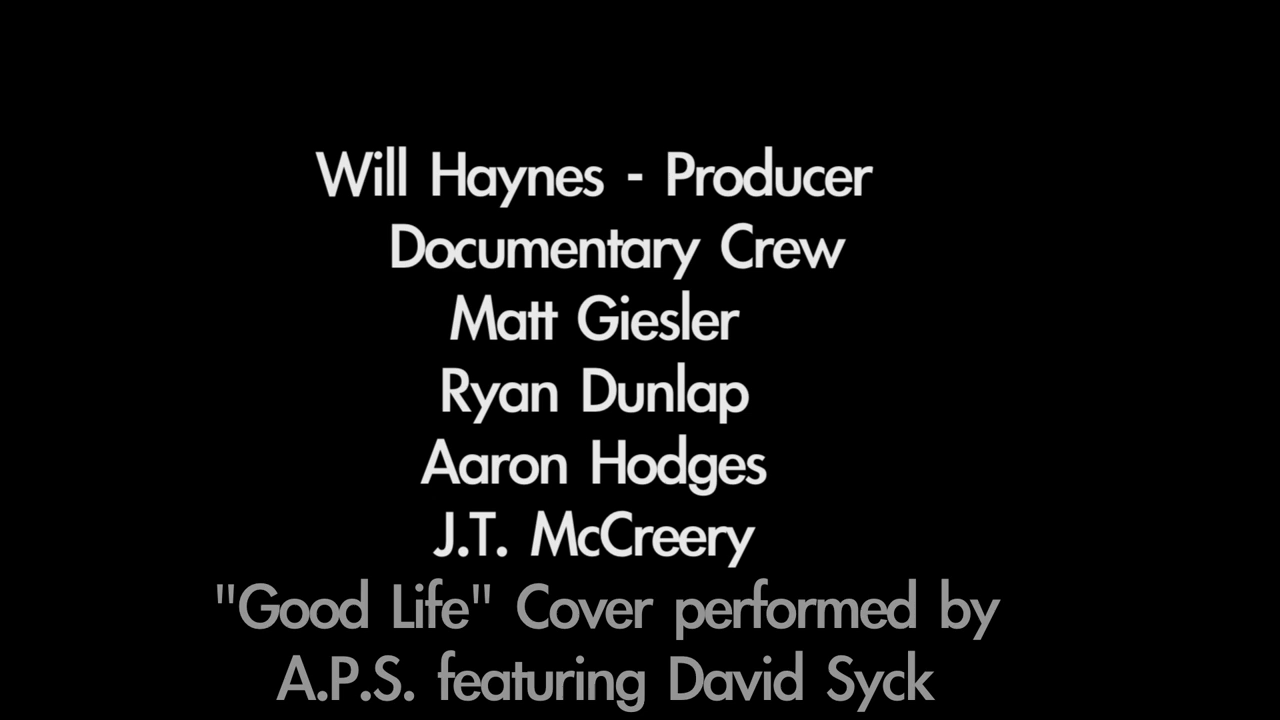 Will Haynes - Producer
Documentary Crew
Matt Giesler
Ryan Dunlap
Aaron Hodges
J.T. McCreery
"Good Life" Cover performed by
A.P.S. featuring David Syck